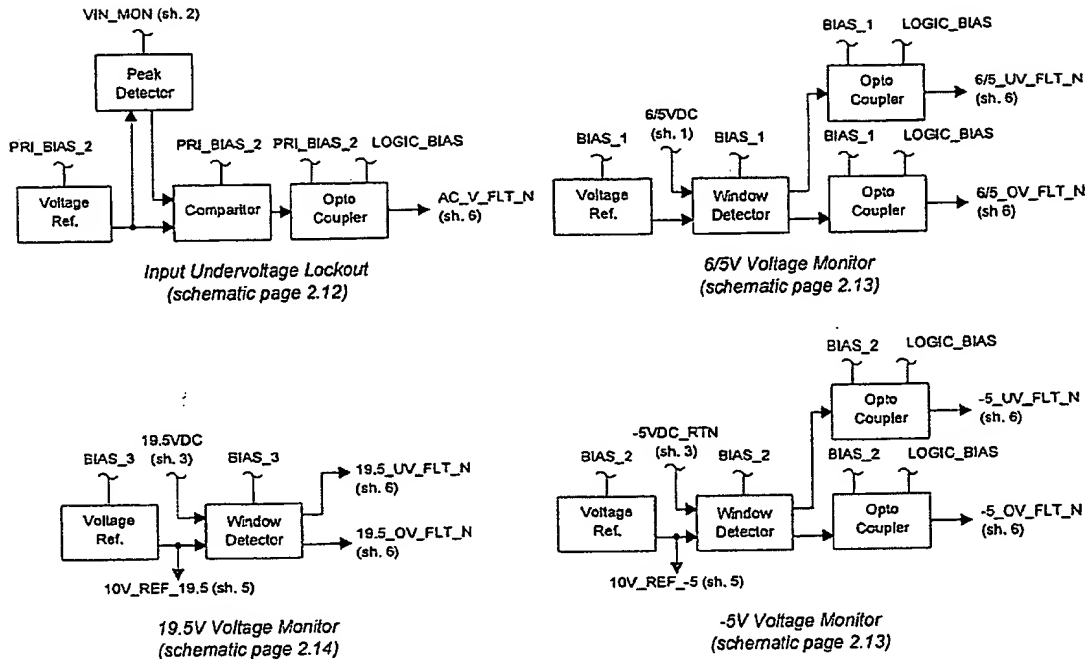 VIN_MON (sh. 2)
Peak
Detector
PRI_BIAS_2
PRI_BIAS_2
PRI_BIAS_2
LOGIC_BIAS
Voltage
Ref.
Comparitor
Opto
Coupler
AC_V_FLT_N
(sh. 6)
Input Undervoltage Lockout
(schematic page 2.12)
BIAS_1
LOGIC_BIAS
Opto
Coupler
6/5_UV_FLT_N
(sh. 6)
6/5VDC
(sh. 1)
BIAS_1
BIAS_1
BIAS_1
LOGIC_BIAS
Voltage
Ref.
Window
Detector
Opto
Coupler
6/5_OV_FLT_N
(sh 6)
6/5V Voltage Monitor
(schematic page 2.13)
19.5VDC
(sh. 3)
BIAS_3
BIAS_3
Voltage
Ref.
Window
Detector
19.5_UV_FLT_N
(sh. 6)
19.5_OV_FLT_N
(sh. 6)
10V_REF_19.5 (sh. 5)
19.5V Voltage Monitor
(schematic page 2.14)
BIAS_2
LOGIC_BIAS
Opto
Coupler
-5_UV_FLT_N
(sh. 6)
-5VDC_RTN
(sh. 3)
BIAS_2
BIAS_2
BIAS_2
LOGIC_BIAS
Voltage
Ref.
Window
Detector
Opto
Coupler
-5_OV_FLT_N
(sh. 6)
10V_REF_-5 (sh. 5)
-5V Voltage Monitor
(schematic page 2.13)